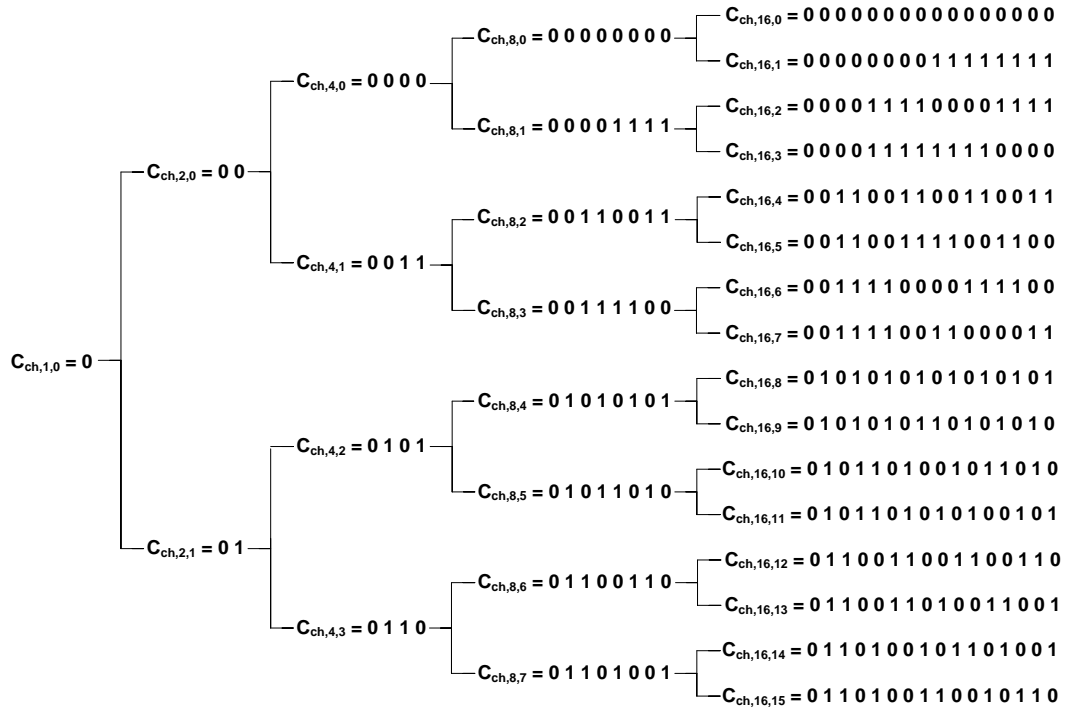 C_ch,1,0 = 0
C_ch,2,0 = 0 0
C_ch,2,1 = 0 1
C_ch,4,0 = 0 0 0 0
C_ch,4,1 = 0 0 1 1
C_ch,4,2 = 0 1 0 1
C_ch,4,3 = 0 1 1 0
C_ch,8,0 = 0 0 0 0 0 0 0 0
C_ch,8,1 = 0 0 0 0 1 1 1 1
C_ch,8,2 = 0 0 1 1 0 0 1 1
C_ch,8,3 = 0 0 1 1 1 1 0 0
C_ch,8,4 = 0 1 0 1 0 1 0 1
C_ch,8,5 = 0 1 0 1 1 0 1 0
C_ch,8,6 = 0 1 1 0 0 1 1 0
C_ch,8,7 = 0 1 1 0 1 0 0 1
C_ch,16,0 = 0 0 0 0 0 0 0 0 0 0 0 0 0 0 0 0
C_ch,16,1 = 0 0 0 0 0 0 0 0 1 1 1 1 1 1 1 1
C_ch,16,2 = 0 0 0 0 1 1 1 1 0 0 0 0 1 1 1 1
C_ch,16,3 = 0 0 0 0 1 1 1 1 1 1 1 1 0 0 0 0
C_ch,16,4 = 0 0 1 1 0 0 1 1 0 0 1 1 0 0 1 1
C_ch,16,5 = 0 0 1 1 0 0 1 1 1 1 0 0 1 1 0 0
C_ch,16,6 = 0 0 1 1 1 1 0 0 0 0 1 1 1 1 0 0
C_ch,16,7 = 0 0 1 1 1 1 0 0 1 1 0 0 0 0 1 1
C_ch,16,8 = 0 1 0 1 0 1 0 1 0 1 0 1 0 1 0 1
C_ch,16,9 = 0 1 0 1 0 1 0 1 1 0 1 0 1 0 1 0
C_ch,16,10 = 0 1 0 1 1 0 1 0 0 1 0 1 1 0 1 0
C_ch,16,11 = 0 1 0 1 1 0 1 0 1 0 1 0 0 1 0 1
C_ch,16,12 = 0 1 1 0 0 1 1 0 0 1 1 0 0 1 1 0
C_ch,16,13 = 0 1 1 0 0 1 1 0 1 0 0 1 1 0 0 1
C_ch,16,14 = 0 1 1 0 1 0 0 1 0 1 1 0 1 0 0 1
C_ch,16,15 = 0 1 1 0 1 0 0 1 1 0 0 1 0 1 1 0